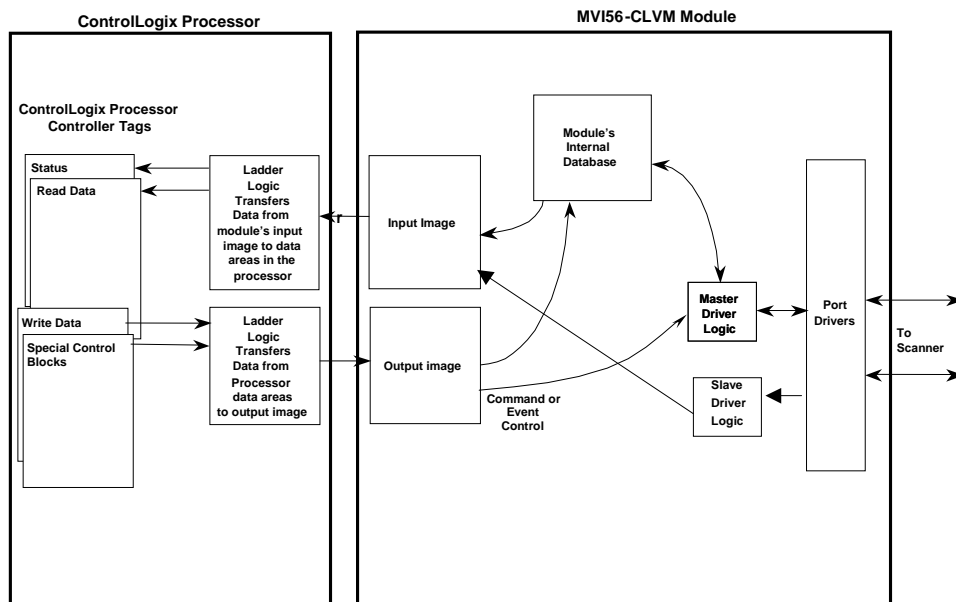 ControlLogix Processor
MVI56-CLVM Module
ControlLogix Processor
Controller Tags
Status
Read Data
Write Data
Special Control
Blocks
Ladder
Logic
Transfers
Data from
module's input
image to data
areas in the
processor
Ladder
Logic
Transfers
Data from
Processor
data areas
to output image
r
Input Image
Output image
Module's
Internal
Database
Command or
Event
Control
Master
Driver
Logic
Slave
Driver
Logic
Port
Drivers
To
Scanner